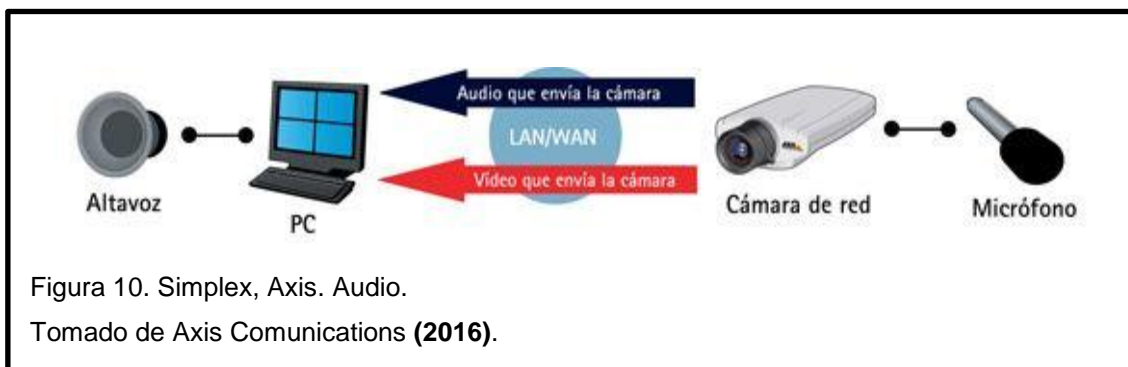 Audio que envía la cámara
LAN/WAN
Vídeo que envía la cámara
Altavoz
PC
Cámara de red
Micrófono
Figura 10. Simplex, Axis. Audio.
Tomado de Axis Comunications (2016).